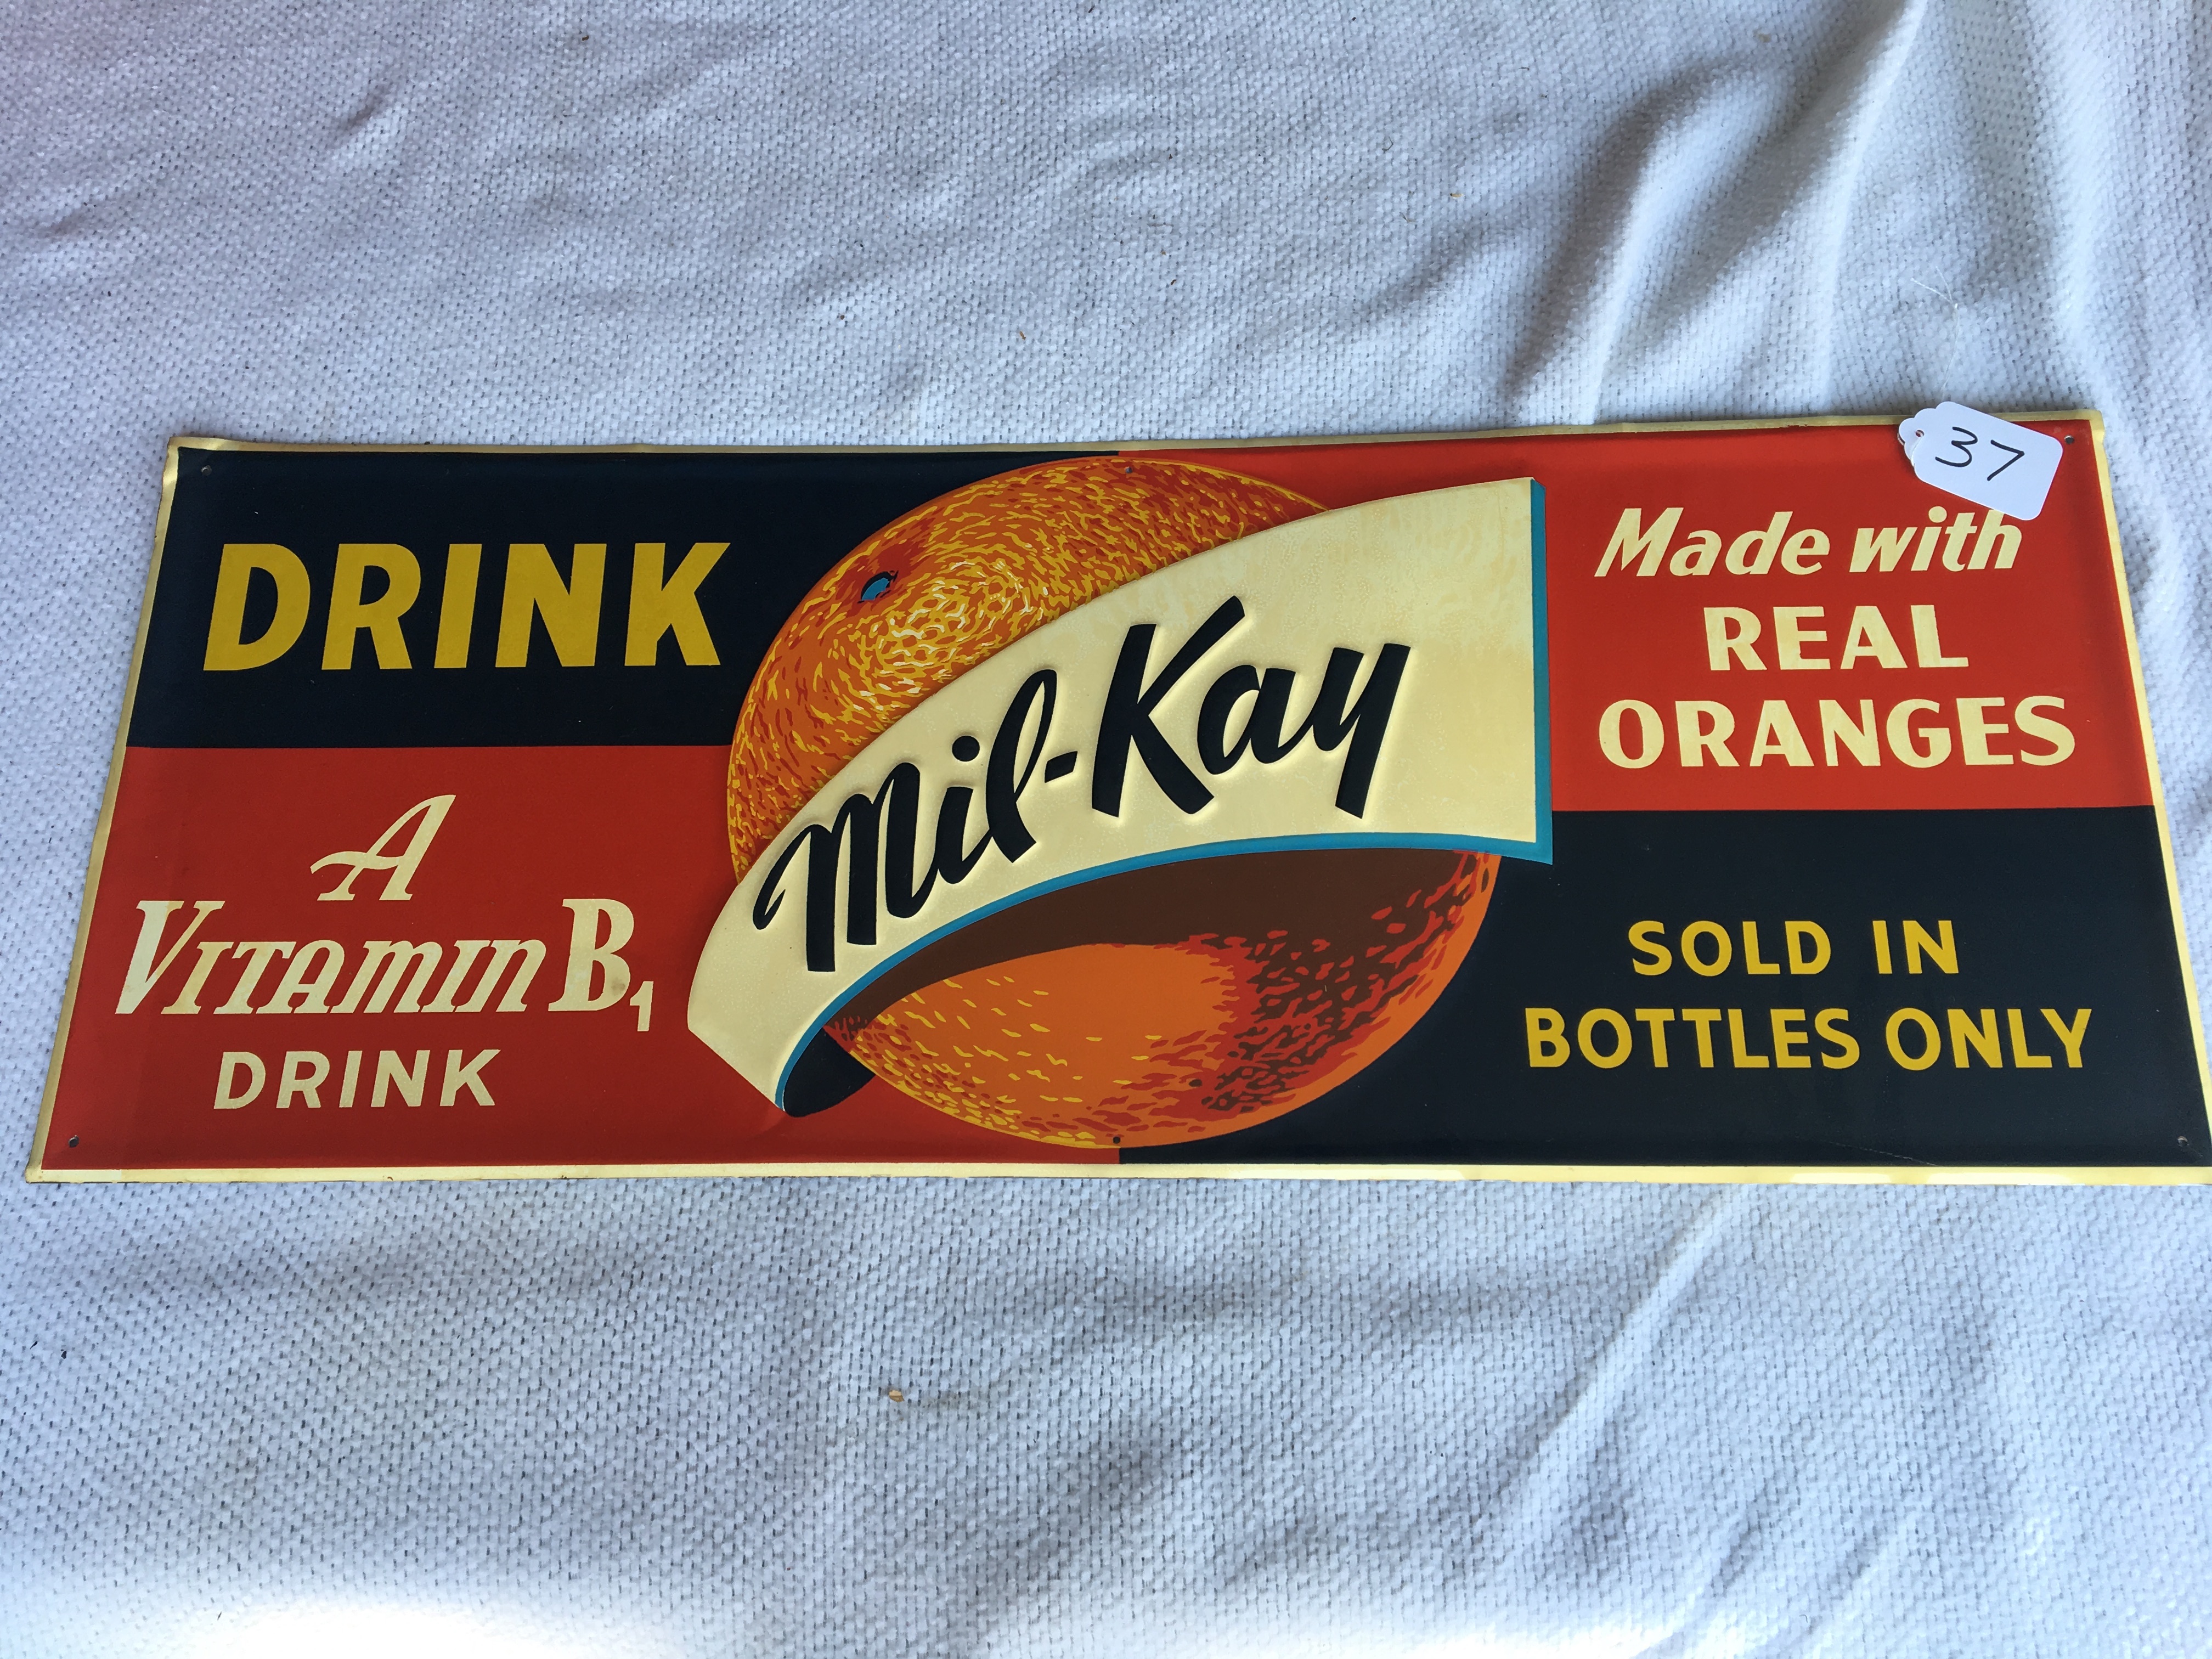 DRINK
A
VITAMIN B1
DRINK
Mil-Kay
37
Made with
REAL
ORANGES
SOLD IN
BOTTLES ONLY